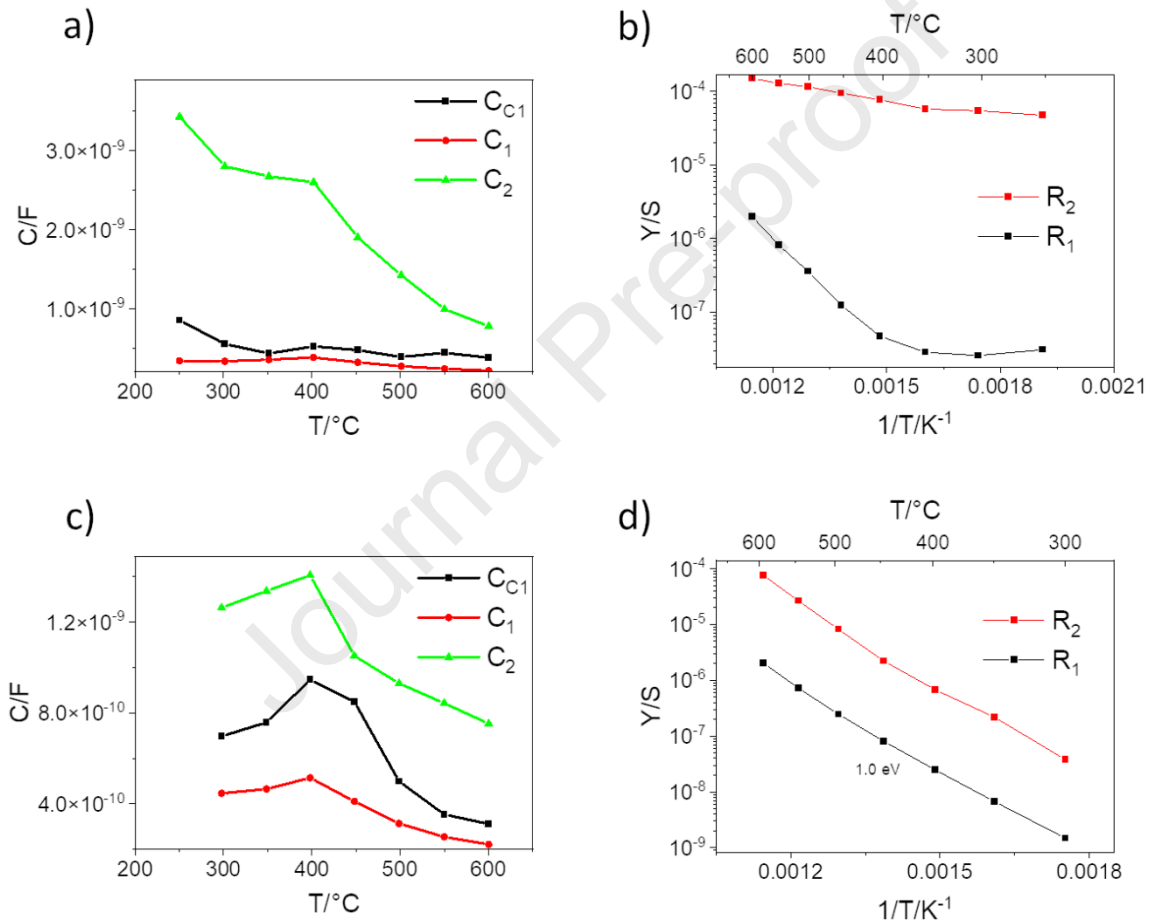 a)
C/F
3.0×10⁻⁹
2.0×10⁻⁹
1.0×10⁻⁹
200 300 400 500 600
T/°C
C_C1
C_1
C_2
b)
T/°C
600 500 400 300
Y/S
10⁻⁴
10⁻⁵
10⁻⁶
10⁻⁷
0.0012 0.0015 0.0018 0.0021
1/T/K⁻¹
R_2
R_1
c)
C/F
1.2×10⁻⁹
8.0×10⁻¹⁰
4.0×10⁻¹⁰
200 300 400 500 600
T/°C
C_C1
C_1
C_2
d)
T/°C
600 500 400 300
Y/S
10⁻⁴
10⁻⁵
10⁻⁶
10⁻⁷
10⁻⁸
10⁻⁹
0.0012 0.0015 0.0018
1/T/K⁻¹
R_2
R_1
1.0 eV
Journal Pre-proof